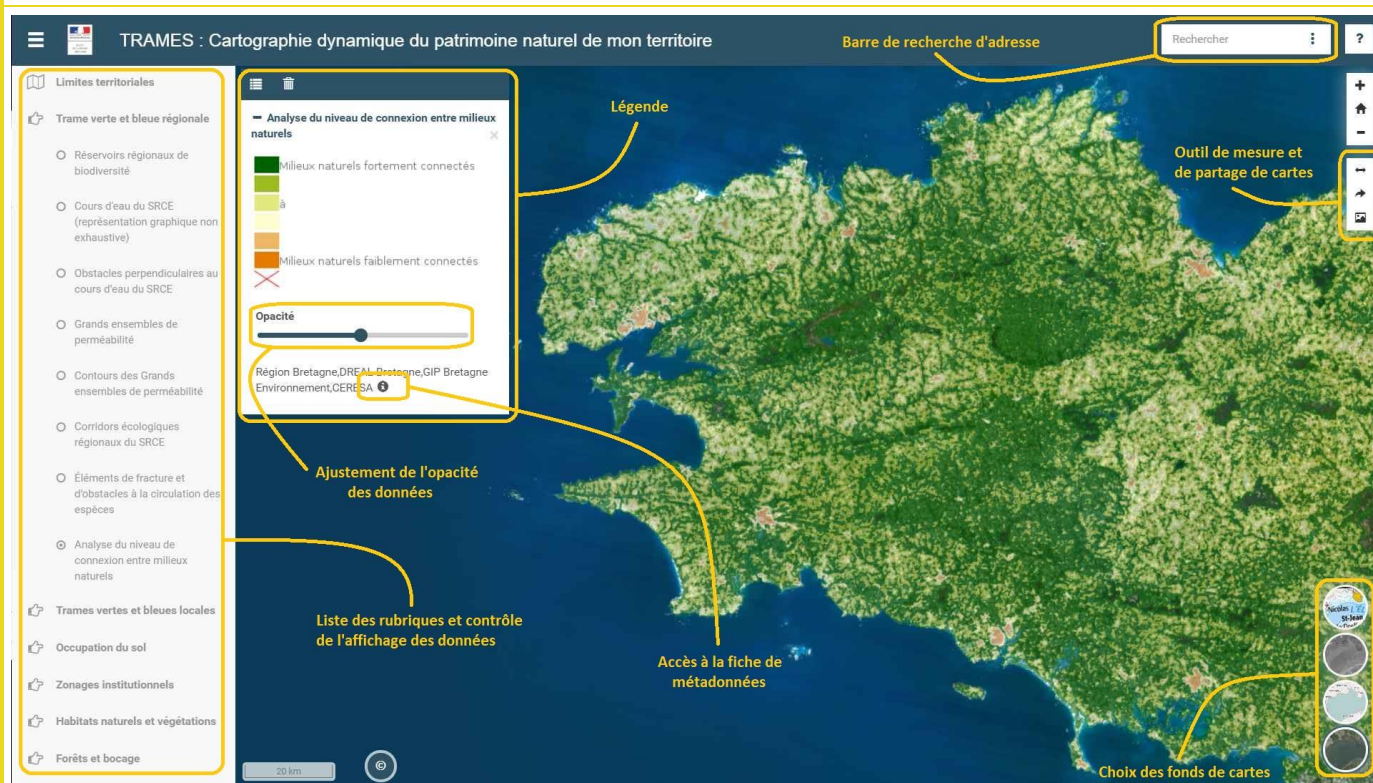 TRAMES : Cartographie dynamique du patrimoine naturel de mon territoire
Barre de recherche d'adresse
Rechercher
?
Limites territoriales
Trame verte et bleue régionale
Réservoirs régionaux de
biodiversité
Cours d'eau du SRCE
(représentation graphique non
exhaustive)
Obstacles perpendiculaires au
cours d'eau du SRCE
Grands ensembles de
perméabilité
Contours des Grands
ensembles de perméabilité
Corridors écologiques
régionaux du SRCE
Éléments de fracture et
d'obstacles à la circulation des
espèces
Analyse du niveau de
connexion entre milieux
naturels
Trames vertes et bleues locales
Occupation du sol
Zonages institutionnels
Habitats naturels et végétations
Forêts et bocage
Analyse du niveau de connexion entre milieux
naturels
Milieux naturels fortement connectés
à
Milieux naturels faiblement connectés
Opacité
Région Bretagne,DREAL Bretagne,GIP Bretagne
Environnement,CERESA
Légende
Outil de mesure et
de partage de cartes
Ajustement de l'opacité
des données
Liste des rubriques et contrôle
de l'affichage des données
Accès à la fiche de
métadonnées
Nicolas
St-Jean
Choix des fonds de cartes
20 km
©